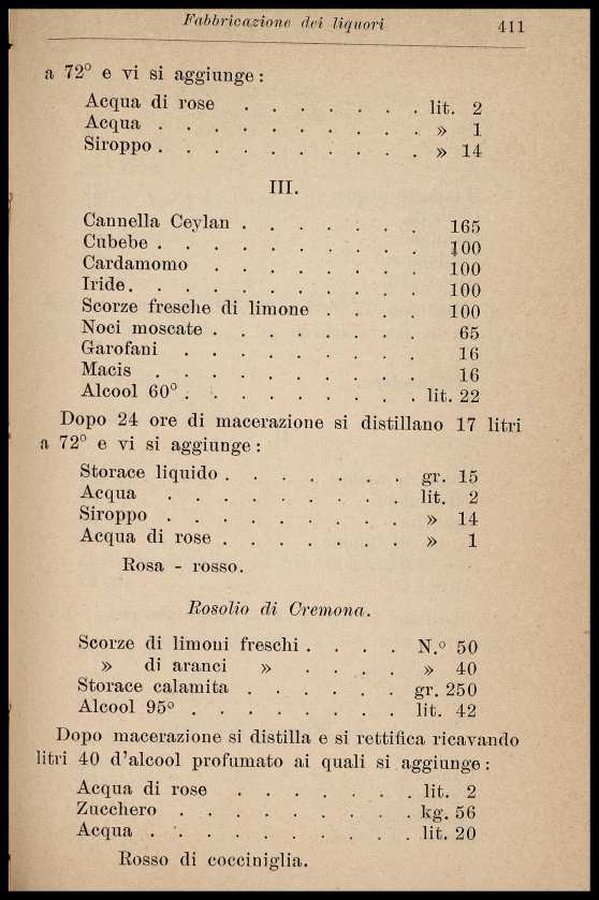 Fabbricazione dei liquori 411
a 72° e vi si aggiunge:
Acqua di rose . . . . . . . lit. 2
Acqua . . . . . . . . . . » 1
Siroppo . . . . . . . . . . » 14
III.
Cannella Ceylan . . . . . . . 165
Cubebe . . . . . . . . . . 100
Cardamomo . . . . . . . . 100
Iride . . . . . . . . . . . 100
Scorze fresche di limone . . . . 100
Noci moscate . . . . . . . . 65
Garofani . . . . . . . . . 16
Macis . . . . . . . . . . 16
Alcool 60° . . . . . . . . . lit. 22
Dopo 24 ore di macerazione si distillano 17 litri
a 72° e vi si aggiunge:
Storace liquido . . . . . . . gr. 15
Acqua . . . . . . . . . lit. 2
Siroppo . . . . . . . . . » 14
Acqua di rose . . . . . . . » 1
Rosa - rosso.
Rosolio di Cremona.
Scorze di limoni freschi . . . . N.° 50
» di aranci » . . . . » 40
Storace calamita . . . . . . gr. 250
Alcool 95° . . . . . . . . lit. 42
Dopo macerazione si distilla e si rettifica ricavando
litri 40 d'alcool profumato ai quali si aggiunge:
Acqua di rose . . . . . . . lit. 2
Zucchero . . . . . . . . . kg. 56
Acqua . . . . . . . . . . lit. 20
Rosso di cocciniglia.